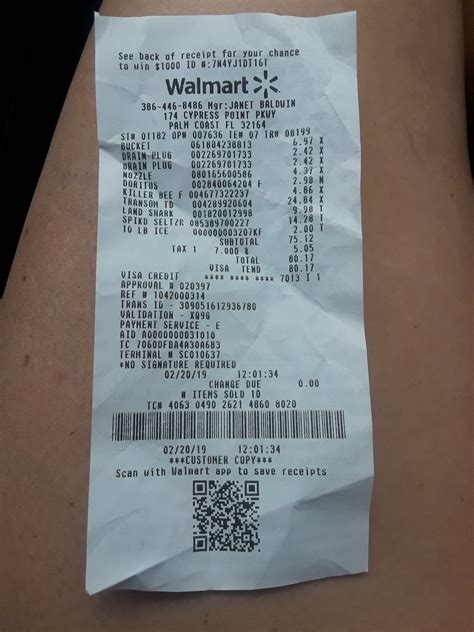 See back of receipt for your chance
to win $1000 ID #:7N4YJ1DT16T
Walmart
386-446-8486 Mgr:JANET BALDWIN
174 CYPRESS POINT PKWY
PALM COAST FL 32164
ST# 01182 OP# 007636 TE# 07 TR# 08199
BUCKET 061884238013 6.97 X
DRAIN PLUG 002269701733 2.42 X
DRAIN PLUG 002269701733 2.42 X
NOZZLE 080165600586 4.37 X
DORITOS 002840064204 F 2.98 N
KILLER BEE F 004677322237 4.86 X
TRANSOM TD 004289920604 24.84 X
LAND SHARK 001820012998 9.98 T
SPIKD SELTZR 085389700227 14.28 T
10 LB ICE 000000003207KF 2.00 T
SUBTOTAL 75.12
TAX 1 7.000 % 5.05
TOTAL 80.17
VISA TEND 80.17
VISA CREDIT **** **** **** 7013 I 1
APPROVAL # 020397
REF # 1042000314
TRANS ID - 309051612936780
VALIDATION - XQ9G
PAYMENT SERVICE - E
AID A0000000031010
TC 7060DFBA4A30A6B3
TERMINAL # SC010637
*NO SIGNATURE REQUIRED
02/20/19 12:01:34
CHANGE DUE 0.00
# ITEMS SOLD 10
TC# 4063 0490 2621 4860 8020
02/20/19 12:01:34
***CUSTOMER COPY***
Scan with Walmart app to save receipts